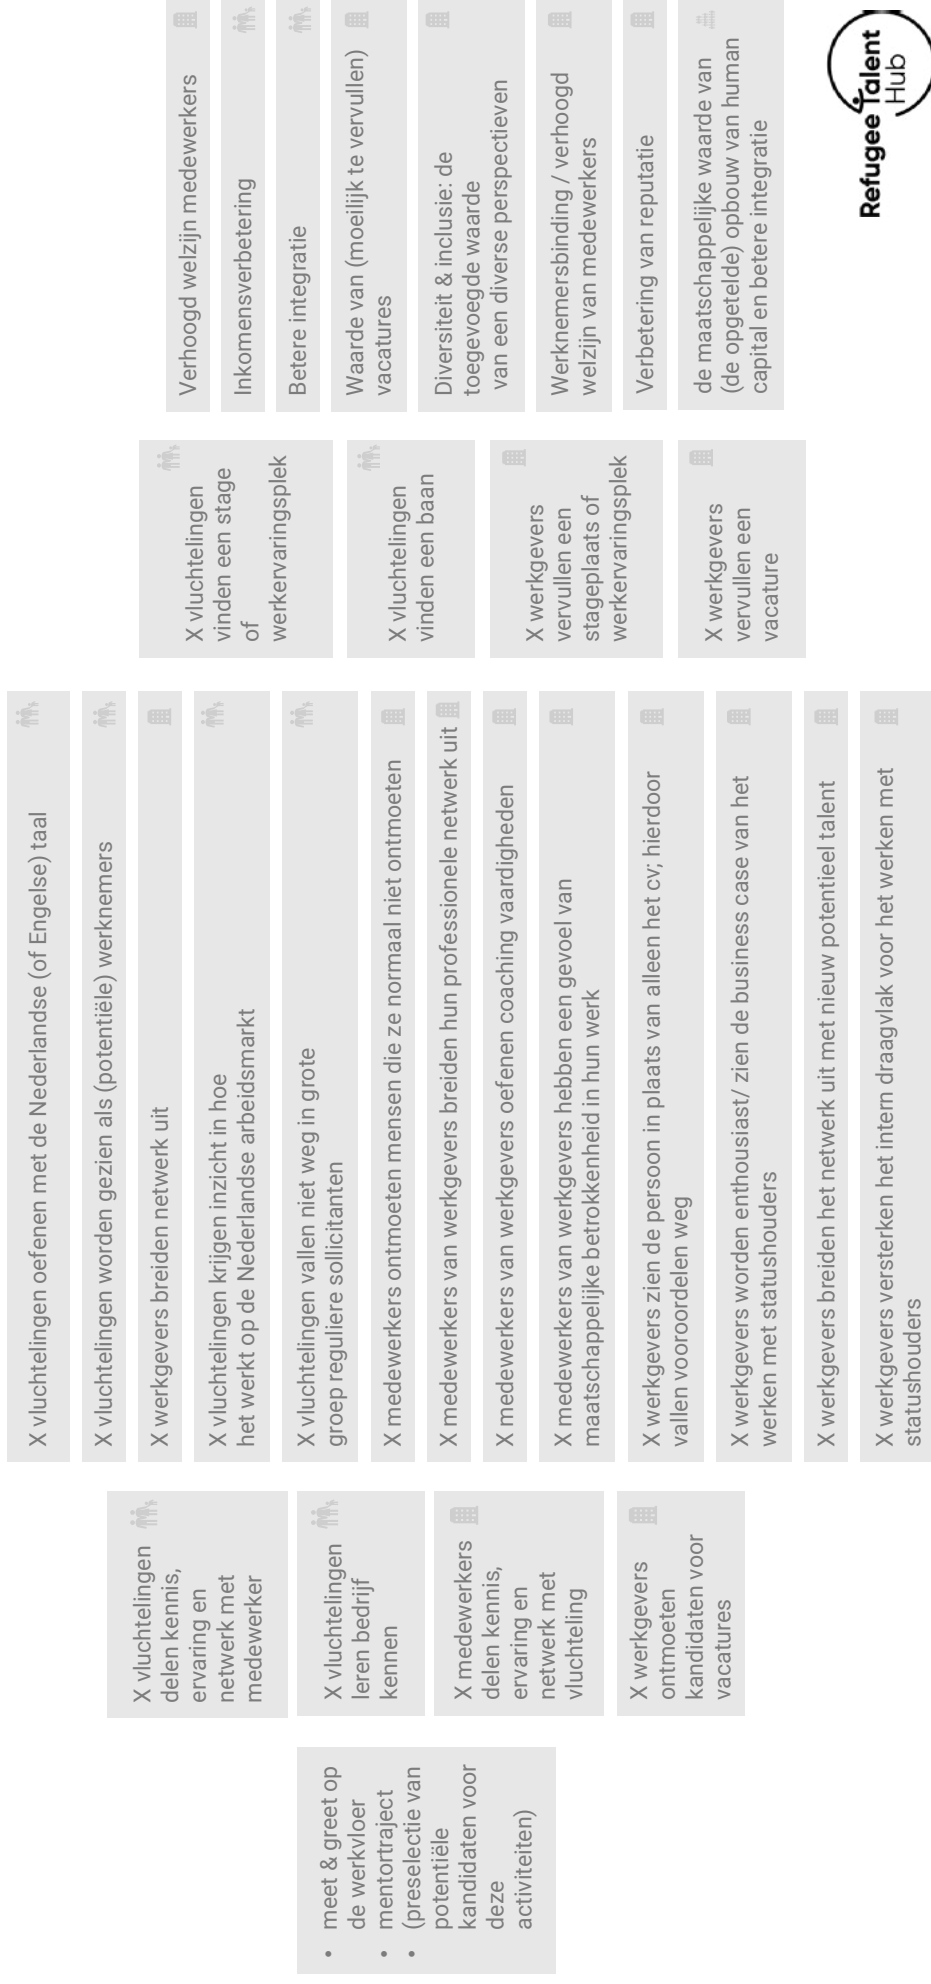 meet & greet op
de werkvloer
mentortraject
(preselectie van
potentiële
kandidaten voor
deze
activiteiten)
X vluchtelingen
delen kennis,
ervaring en
netwerk met
medewerker
X vluchtelingen
leren bedrijf
kennen
X medewerkers
delen kennis,
ervaring en
netwerk met
vluchteling
X werkgevers
ontmoeten
kandidaten voor
vacatures
X vluchtelingen oefenen met de Nederlandse (of Engelse) taal
X vluchtelingen worden gezien als (potentiële) werknemers
X werkgevers breiden netwerk uit
X vluchtelingen krijgen inzicht in hoe
het werkt op de Nederlandse arbeidsmarkt
X vluchtelingen vallen niet weg in grote
groep reguliere sollicitanten
X medewerkers ontmoeten mensen die ze normaal niet ontmoeten
X medewerkers van werkgevers breiden hun professionele netwerk uit
X medewerkers van werkgevers oefenen coaching vaardigheden
X medewerkers van werkgevers hebben een gevoel van
maatschappelijke betrokkenheid in hun werk
X werkgevers zien de persoon in plaats van alleen het cv; hierdoor
vallen vooroordelen weg
X werkgevers worden enthousiast/ zien de business case van het
werken met statushouders
X werkgevers breiden het netwerk uit met nieuw potentieel talent
X werkgevers versterken het intern draagvlak voor het werken met
statushouders
X vluchtelingen
vinden een stage
of
werkervaringsplek
X vluchtelingen
vinden een baan
X werkgevers
vervullen een
stageplaats of
werkervaringsplek
X werkgevers
vervullen een
vacature
Verhoogd welzijn medewerkers
Inkomensverbetering
Betere integratie
Waarde van (moeilijk te vervullen)
vacatures
Diversiteit & inclusie: de
toegevoegde waarde
van een diverse perspectieven
Werknemersbinding / verhoogd
welzijn van medewerkers
Verbetering van reputatie
de maatschappelijke waarde van
(de opgetelde) opbouw van human
capital en betere integratie
Refugee Talent
Hub